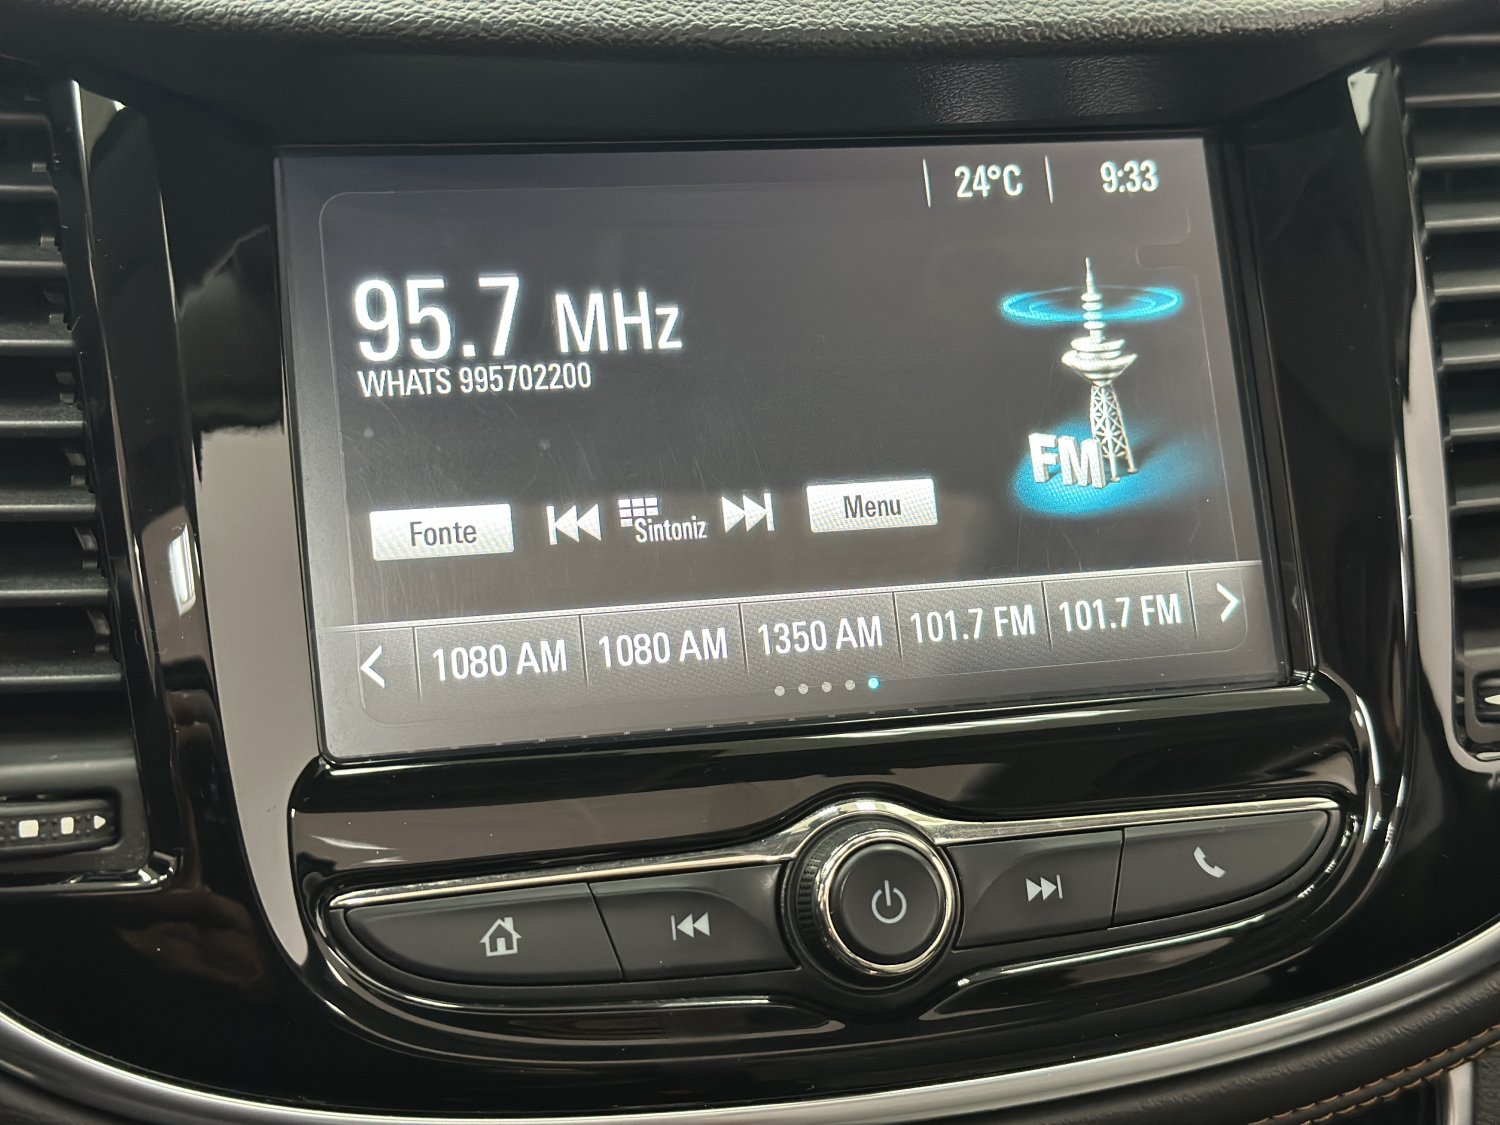 24°C 9:33
95.7 MHz
WHATS 995702200
FM
Fonte Sintoniz Menu
1080 AM 1080 AM 1350 AM 101.7 FM 101.7 FM